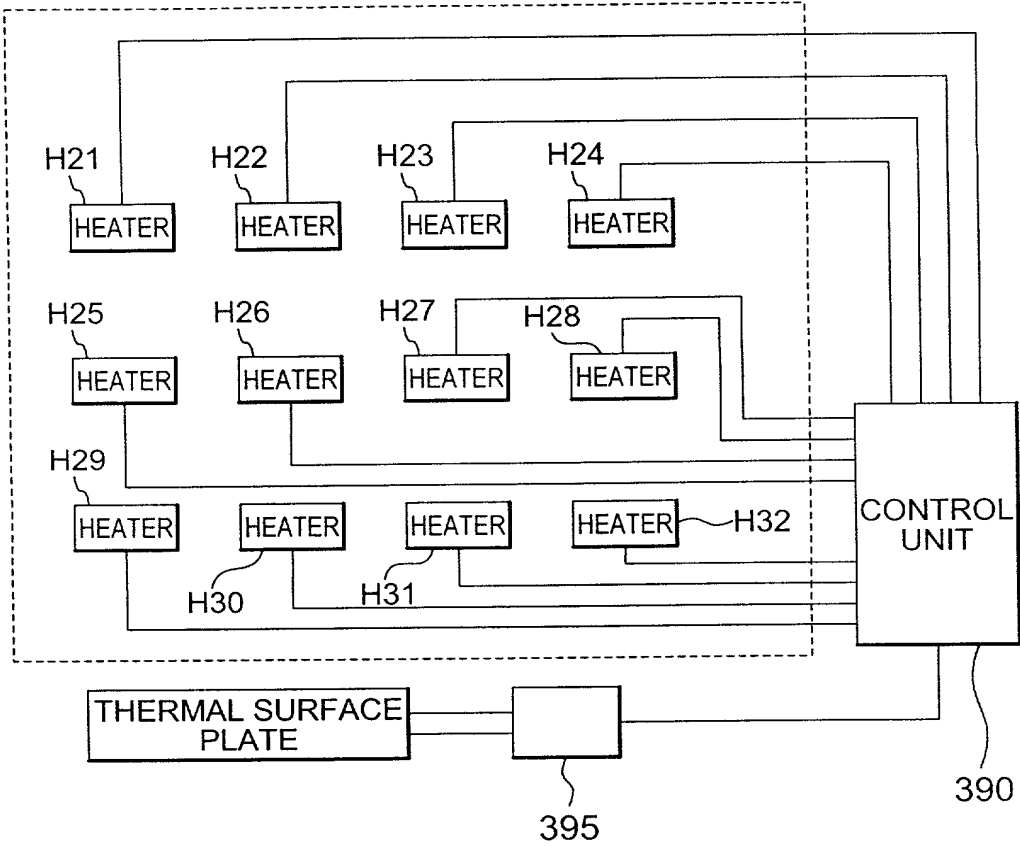 H21
H22
H23
H24
HEATER
HEATER
HEATER
HEATER
H25
H26
H27
H28
HEATER
HEATER
HEATER
HEATER
H29
HEATER
HEATER
HEATER
HEATER
H32
H30
H31
CONTROL
UNIT
THERMAL SURFACE
PLATE
395
390